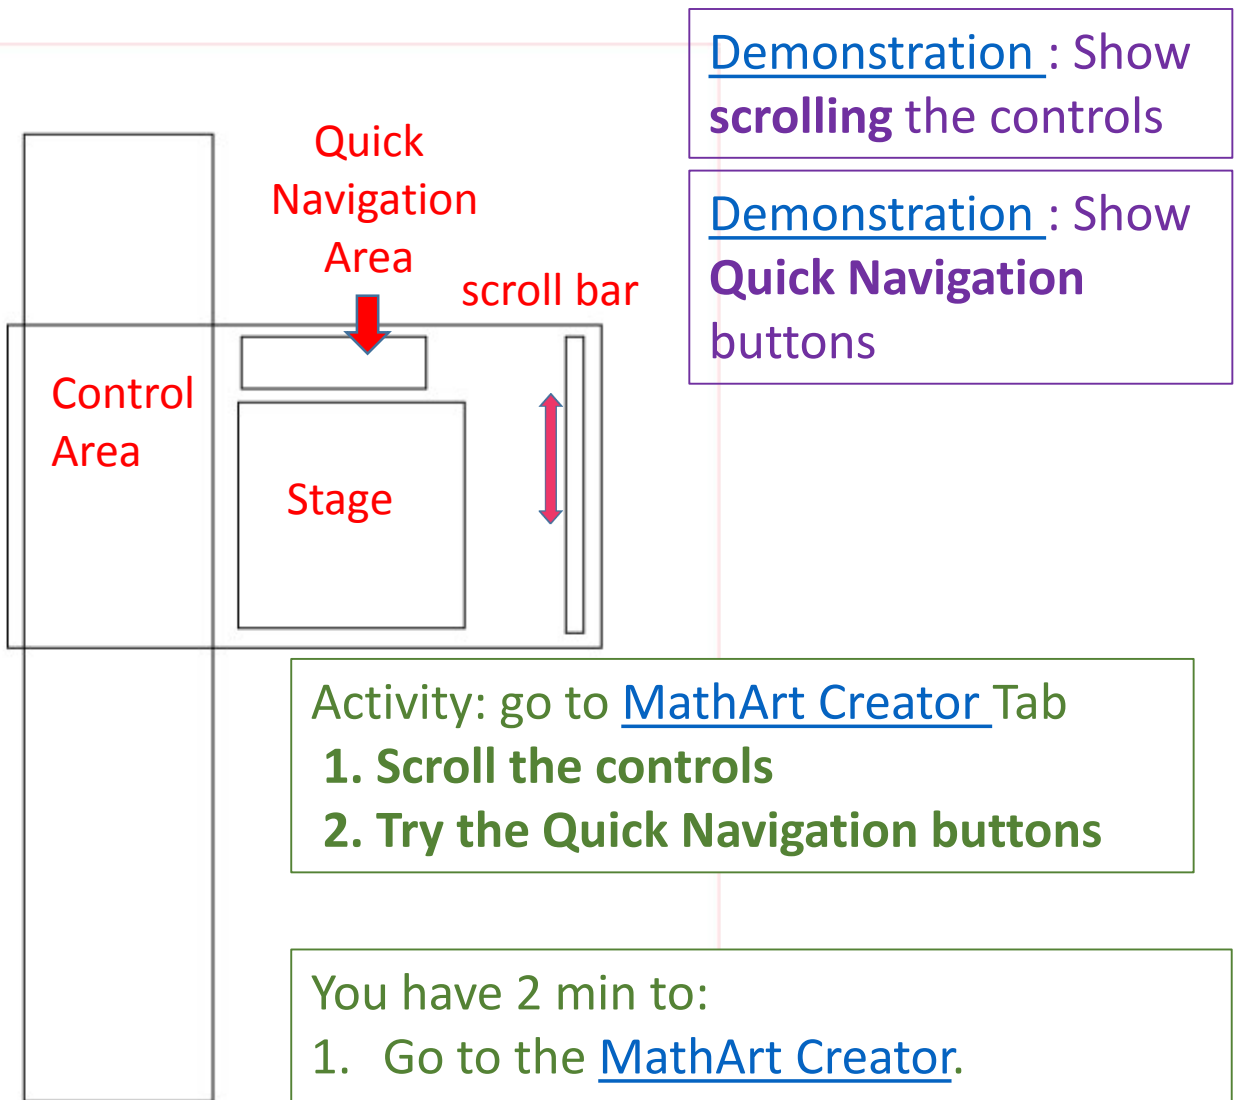 Demonstration : Show
scrolling the controls
Demonstration : Show
Quick Navigation
buttons
Quick
Navigation
Area
scroll bar
Control
Area
Stage
Activity: go to MathArt Creator Tab
1. Scroll the controls
2. Try the Quick Navigation buttons
You have 2 min to:
1. Go to the MathArt Creator.